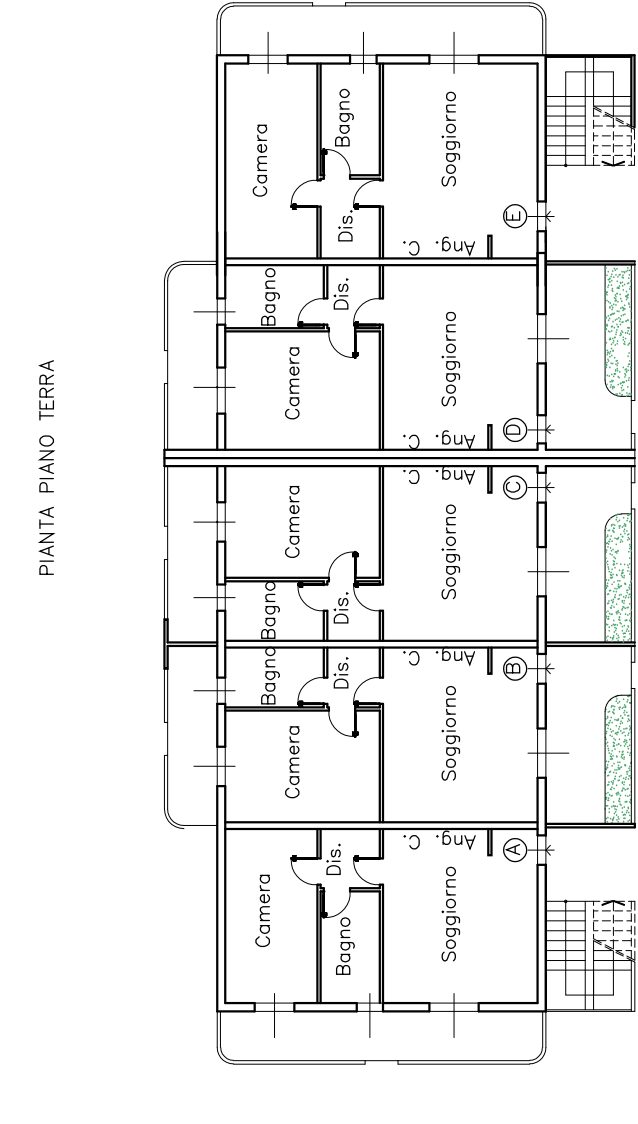 PIANTA PIANO TERRA
Camera
Bagno
Dis.
Ang. C.
Soggiorno
A
Camera
Bagno
Dis.
Ang. C.
Soggiorno
B
Bagno
Camera
Dis.
Ang. C.
Soggiorno
C
Camera
Bagno
Dis.
Ang. C.
Soggiorno
D
Camera
Bagno
Dis.
Ang. C.
Soggiorno
E